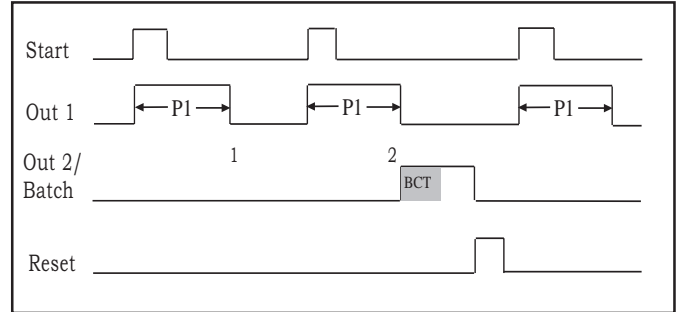 Start
Out 1
P1 P1 P1
1 2
Out 2/
Batch
BCT
Reset